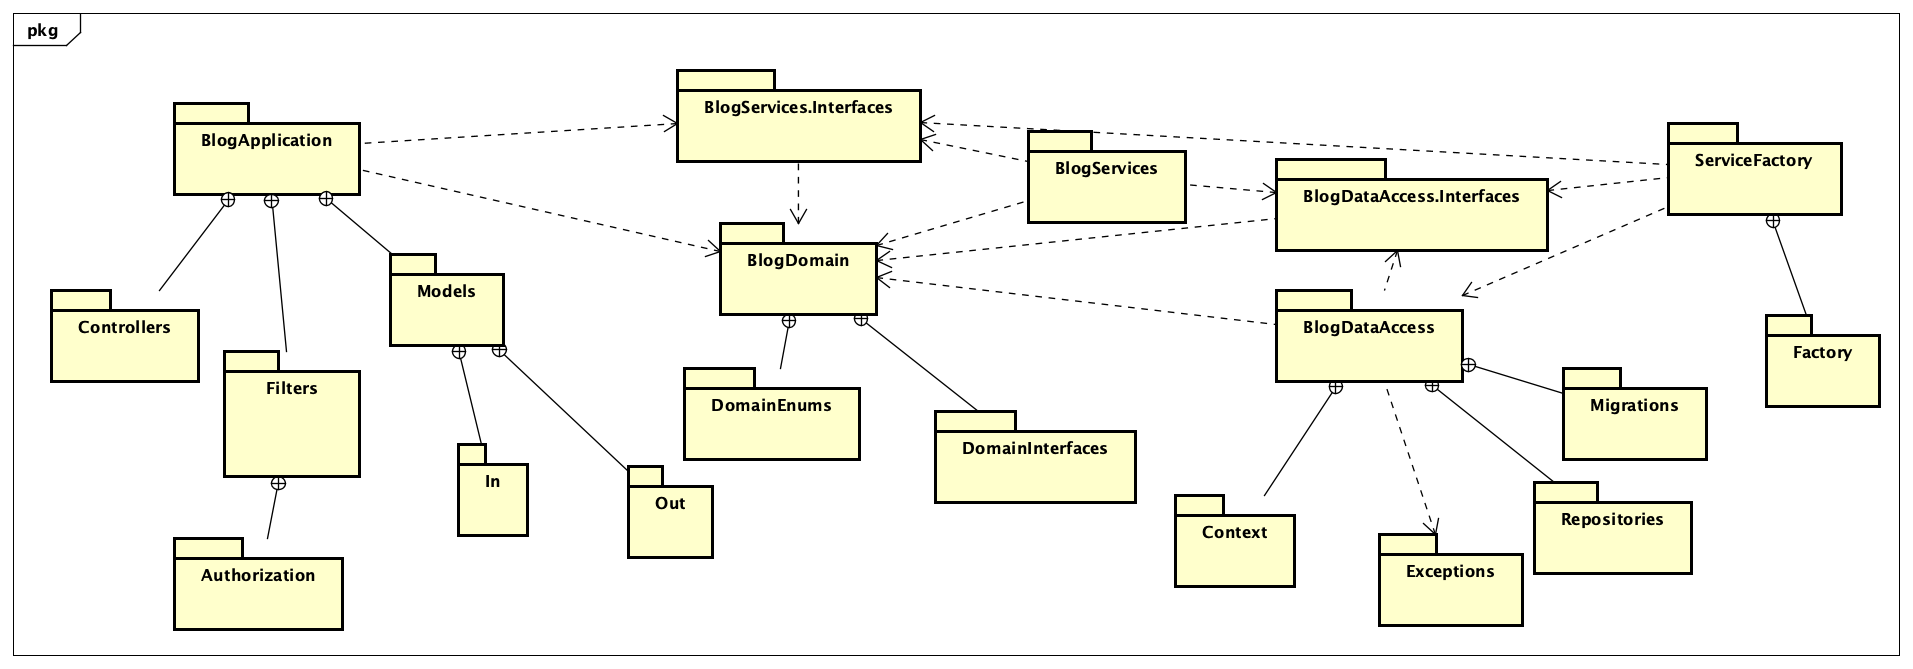 pkg
BlogServices.Interfaces
BlogApplication
BlogServices
ServiceFactory
BlogDataAccess.Interfaces
BlogDomain
Models
Controllers
BlogDataAccess
Factory
Filters
DomainEnums
Migrations
DomainInterfaces
In
Out
Repositories
Context
Exceptions
Authorization